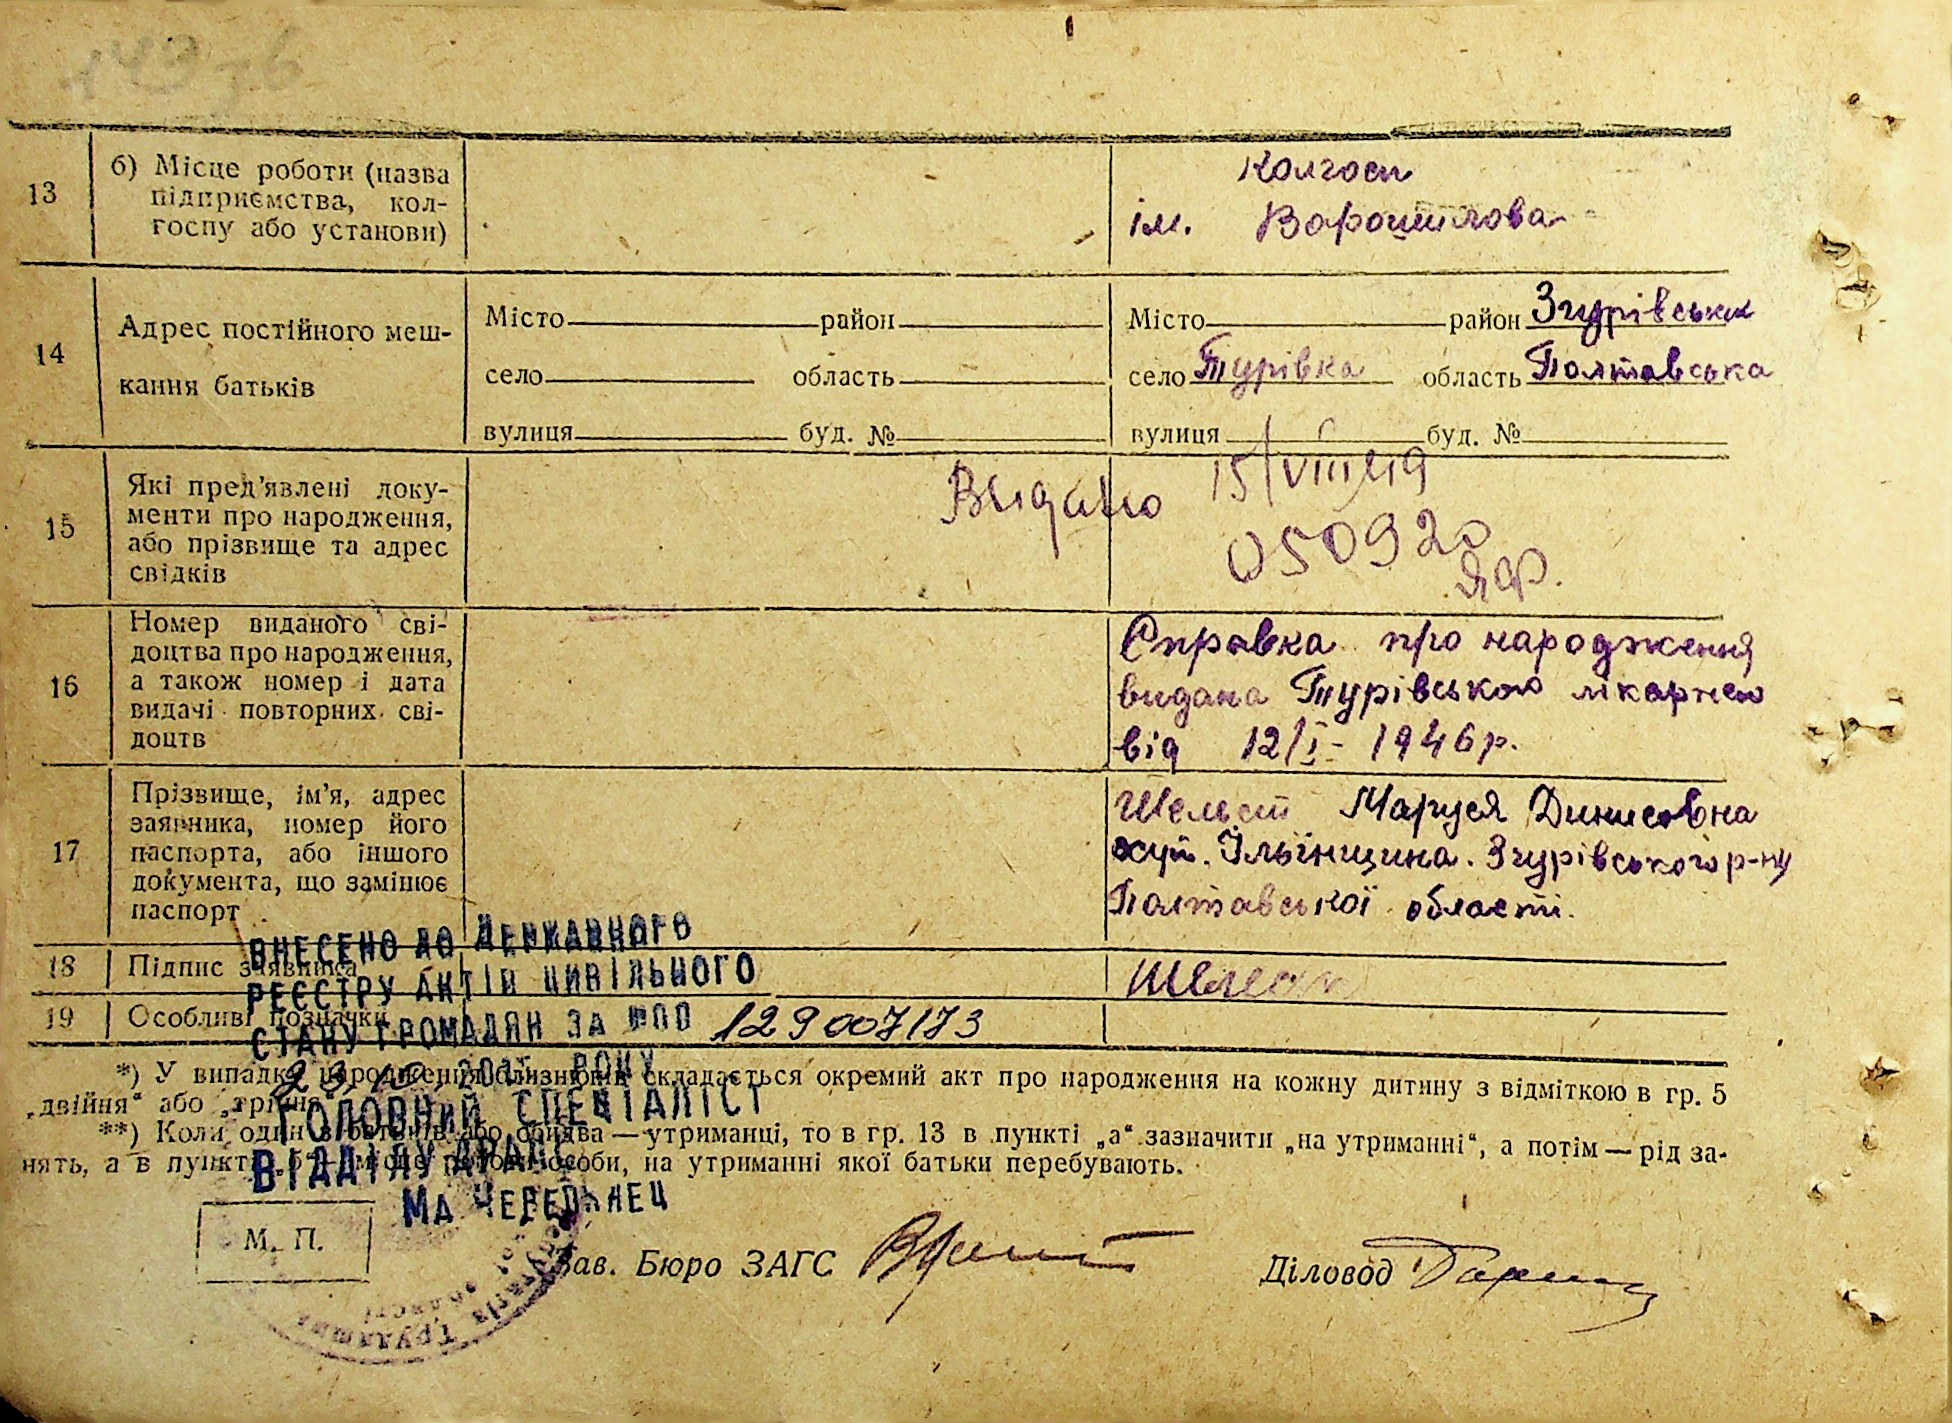 13
б) Місце роботи (назва
підприємства, кол-
госпу або установи)
Колгосп
ім. Ворошилова
14
Адрес постійного меш-
кання батьків
Місто район
село область
вулиця буд. №
Місто район Згурівський
село Турівка область Полтавська
вулиця буд. №
15
Які пред'явлені доку-
менти про народження,
або прізвище та адрес
свідків
Видано 15/VIII 49
050920
ЯФ.
16
Номер виданого сві-
доцтва про народження,
а також номер і дата
видачі повторних сві-
доцтв
Справка про народження
видана Турівською лікарнею
від 12/I - 1946р.
17
Прізвище, ім'я, адрес
заявника, номер його
паспорта, або іншого
документа, що замінює
паспорт
Шельст Маруся Динисовна
хут. Ільїнщина. Згурівського р-ну
Полтавської області.
18 Підпис заявника
19 Особливі позначки
ВНЕСЕНО ДО ДЕРЖАВНОГО
РЕЄСТРУ АКТІВ ЦИВІЛЬНОГО
СТАНУ ГРОМАДЯН ЗА №00 129007173
РОКУ
ГОЛОВНИЙ СПЕЦІАЛІСТ
ВІДДІЛУ ДРАЦС
МА ЧЕРЕДНЕЦ
*) У випадку народження близнюків складається окремий акт про народження на кожну дитину з відміткою в гр. 5
„двійня“ або „трійня“.
**) Коли один з батьків або обидва — утриманці, то в гр. 13 в пункті „а“ зазначити „на утриманні“, а потім — рід за-
нять, а в пункті „б“ — місце роботи особи, на утриманні якої батьки перебувають.
М. П.
Зав. Бюро ЗАГС
Діловод